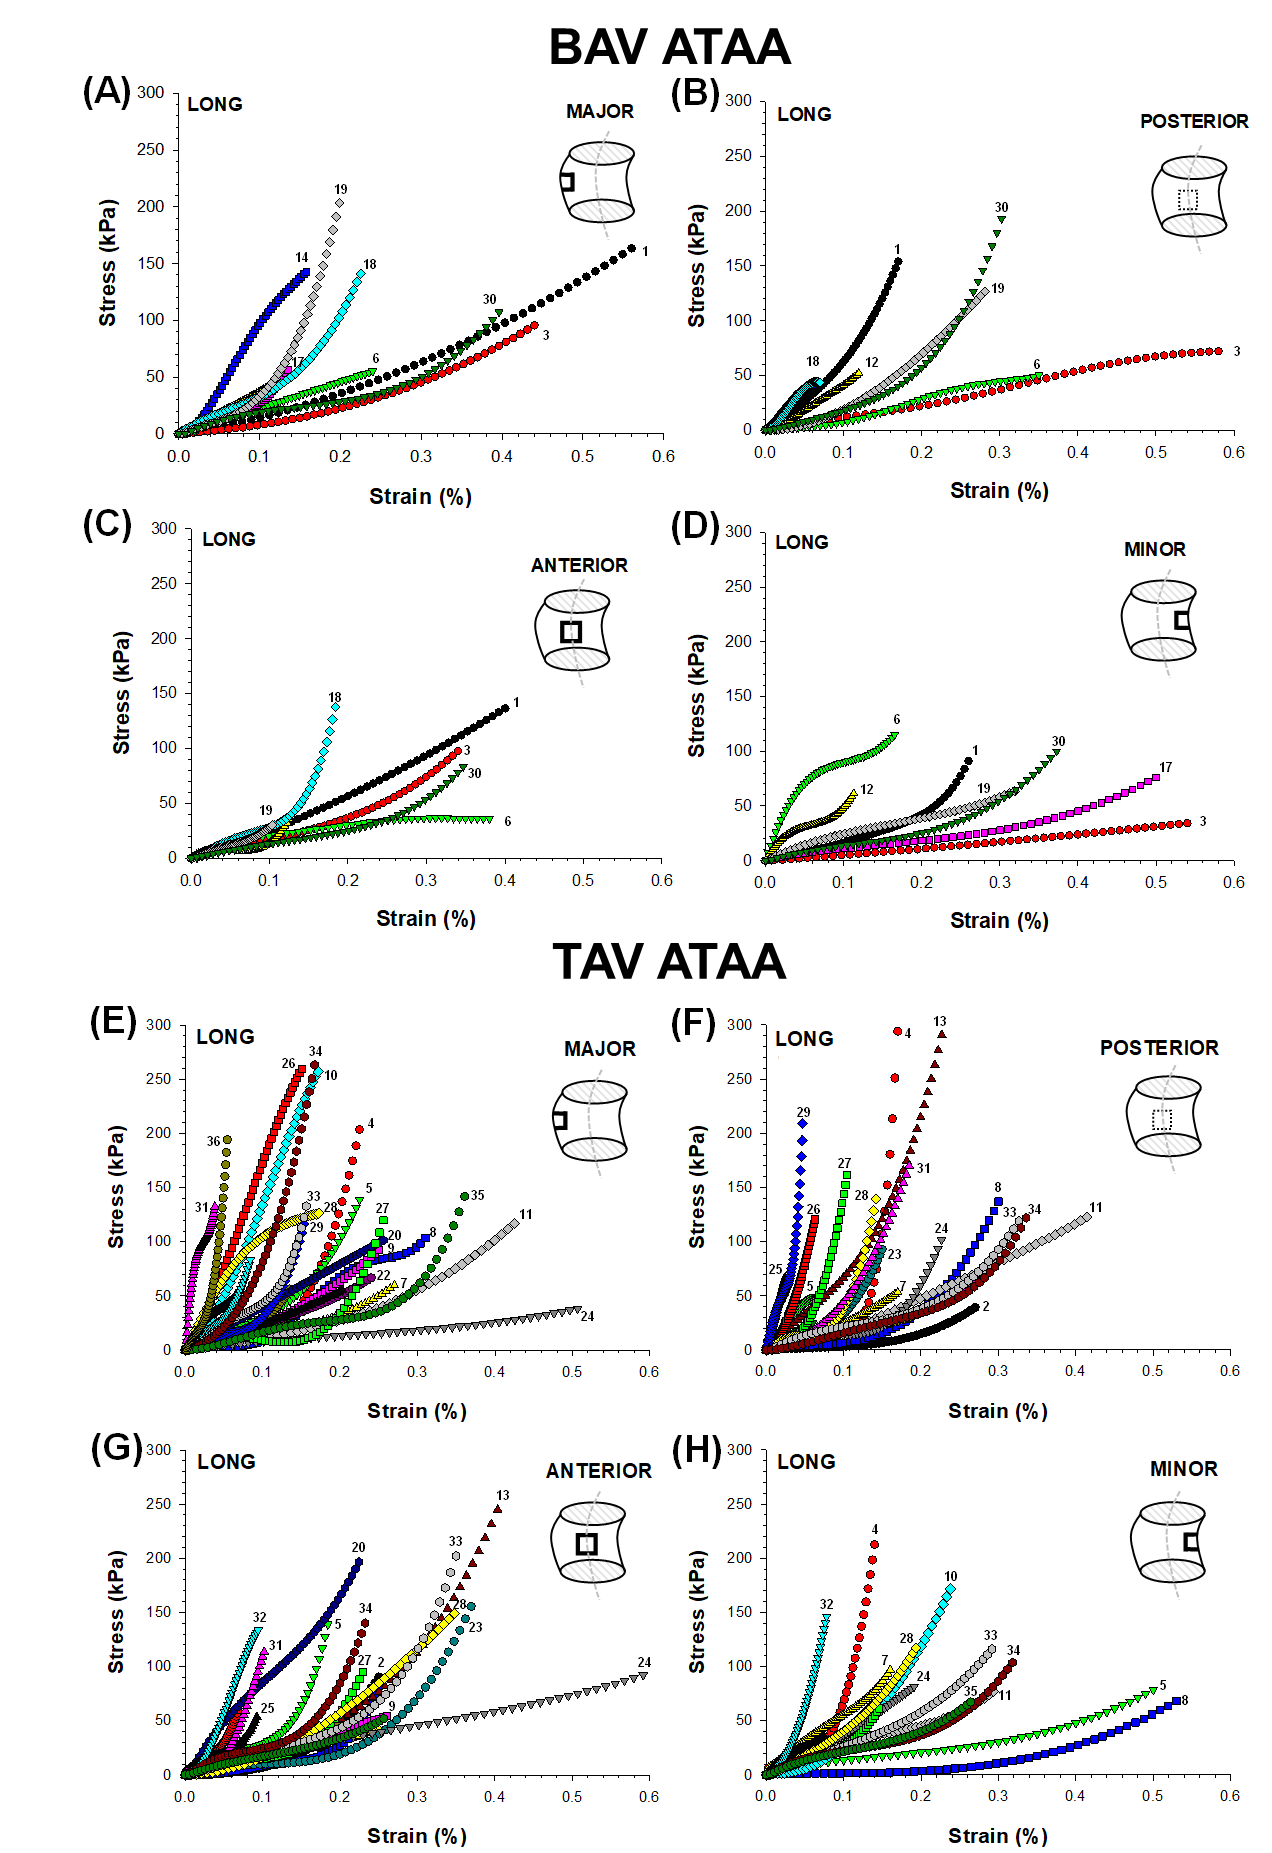 BAV ATAA
(A)
LONG
MAJOR
300
250
200
150
100
50
0
Stress (kPa)
0.0 0.1 0.2 0.3 0.4 0.5 0.6
Strain (%)
14
19
18
17
6
30
1
3
(B)
LONG
POSTERIOR
300
250
200
150
100
50
0
Stress (kPa)
0.0 0.1 0.2 0.3 0.4 0.5 0.6
Strain (%)
1
18
12
30
19
6
3
(C)
LONG
ANTERIOR
300
250
200
150
100
50
0
Stress (kPa)
0.0 0.1 0.2 0.3 0.4 0.5 0.6
Strain (%)
18
19
1
3
30
6
(D)
LONG
MINOR
300
250
200
150
100
50
0
Stress (kPa)
0.0 0.1 0.2 0.3 0.4 0.5 0.6
Strain (%)
6
12
1
19
30
17
3
TAV ATAA
(E)
LONG
MAJOR
300
250
200
150
100
50
0
Stress (kPa)
0.0 0.1 0.2 0.3 0.4 0.5 0.6
Strain (%)
26
34
10
36
4
31
33
28
29
5
27
20
9
8
22
7
35
11
24
(F)
LONG
POSTERIOR
300
250
200
150
100
50
0
Stress (kPa)
0.0 0.1 0.2 0.3 0.4 0.5 0.6
Strain (%)
4
13
29
27
31
26
28
8
25
23
24
33
34
11
5
7
2
(G)
LONG
ANTERIOR
300
250
200
150
100
50
0
Stress (kPa)
0.0 0.1 0.2 0.3 0.4 0.5 0.6
Strain (%)
13
20
33
32
31
5
34
28
23
25
27
2
9
24
(H)
LONG
MINOR
300
250
200
150
100
50
0
Stress (kPa)
0.0 0.1 0.2 0.3 0.4 0.5 0.6
Strain (%)
4
32
10
7
28
24
33
34
35
11
5
8